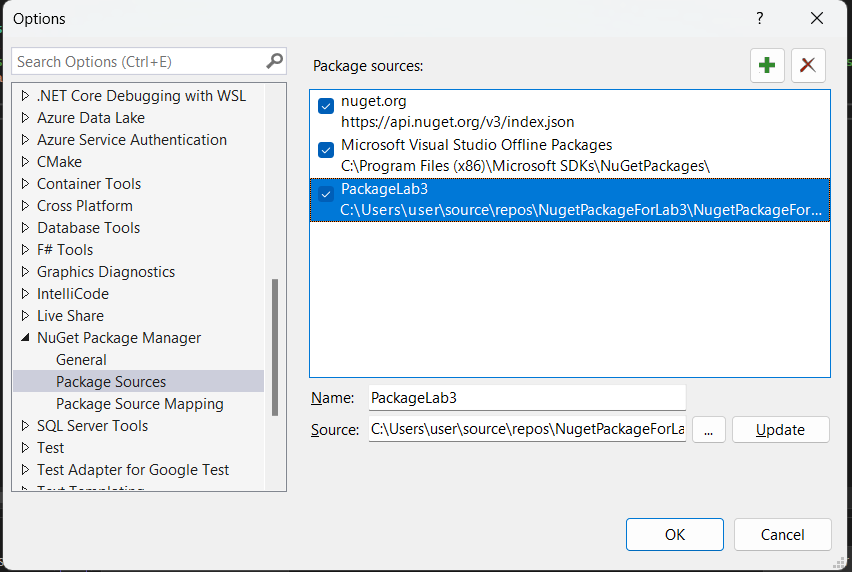 Options
?
Search Options (Ctrl+E)
.NET Core Debugging with WSL
Azure Data Lake
Azure Service Authentication
CMake
Container Tools
Cross Platform
Database Tools
F# Tools
Graphics Diagnostics
IntelliCode
Live Share
NuGet Package Manager
General
Package Sources
Package Source Mapping
SQL Server Tools
Test
Test Adapter for Google Test
Text Templating
Package sources:
nuget.org
https://api.nuget.org/v3/index.json
Microsoft Visual Studio Offline Packages
C:\Program Files (x86)\Microsoft SDKs\NuGetPackages\
PackageLab3
C:\Users\user\source\repos\NugetPackageForLab3\NugetPackageFor...
Name: PackageLab3
Source: C:\Users\user\source\repos\NugetPackageForLa ... Update
OK Cancel